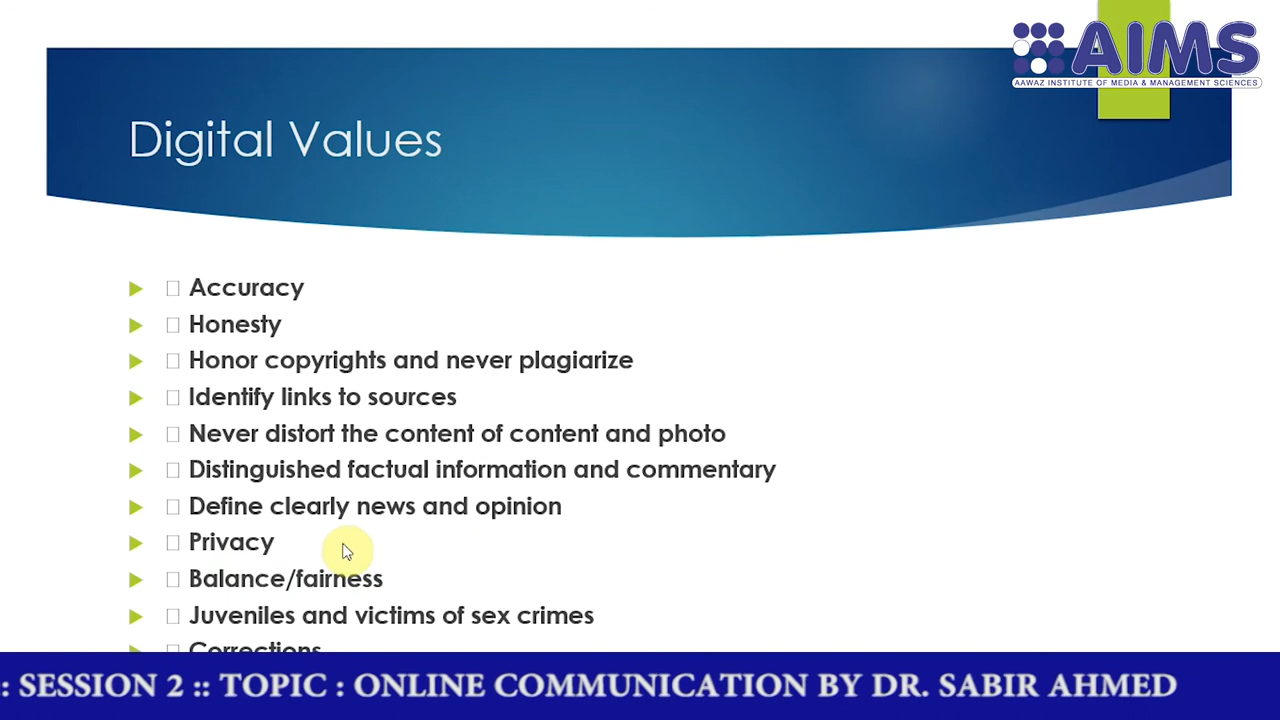 AIMS
AAWAZ INSTITUTE OF MEDIA & MANAGEMENT SCIENCES
Digital Values
Accuracy
Honesty
Honor copyrights and never plagiarize
Identify links to sources
Never distort the content of content and photo
Distinguished factual information and commentary
Define clearly news and opinion
Privacy
Balance/fairness
Juveniles and victims of sex crimes
Corrections
:: SESSION 2 :: TOPIC : ONLINE COMMUNICATION BY DR. SABIR AHMED